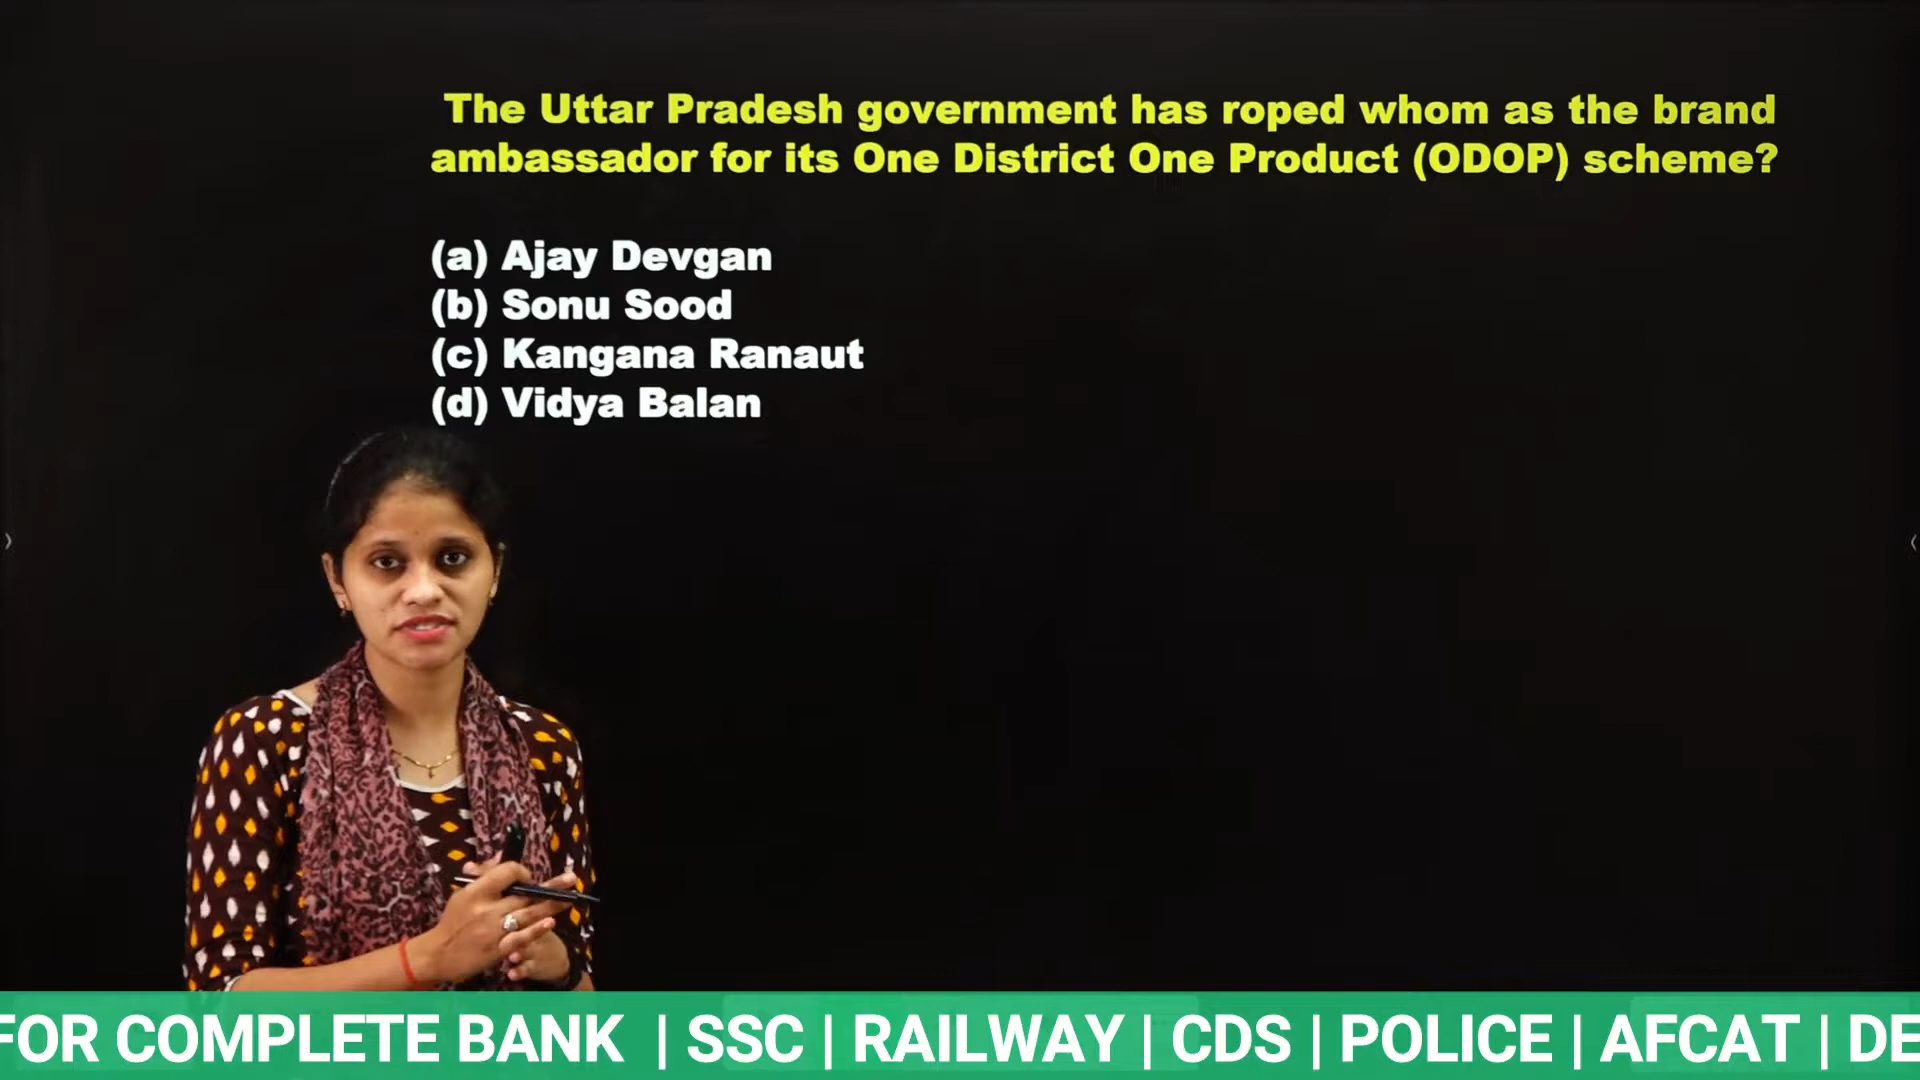 The Uttar Pradesh government has roped whom as the brand
ambassador for its One District One Product (ODOP) scheme?
(a) Ajay Devgan
(b) Sonu Sood
(c) Kangana Ranaut
(d) Vidya Balan
FOR COMPLETE BANK | SSC | RAILWAY | CDS | POLICE | AFCAT | DE